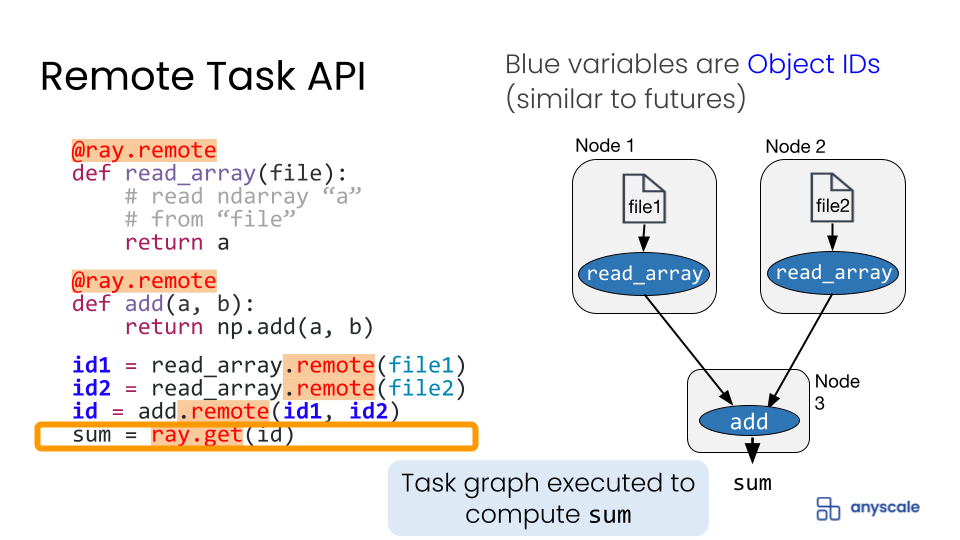 Remote Task API
Blue variables are Object IDs
(similar to futures)
@ray.remote
def read_array(file):
    # read ndarray “a”
    # from “file”
    return a
@ray.remote
def add(a, b):
    return np.add(a, b)
id1 = read_array.remote(file1)
id2 = read_array.remote(file2)
id = add.remote(id1, id2)
sum = ray.get(id)
Node 1
file1
read_array
Node 2
file2
read_array
Node
3
add
sum
Task graph executed to
compute sum
anyscale